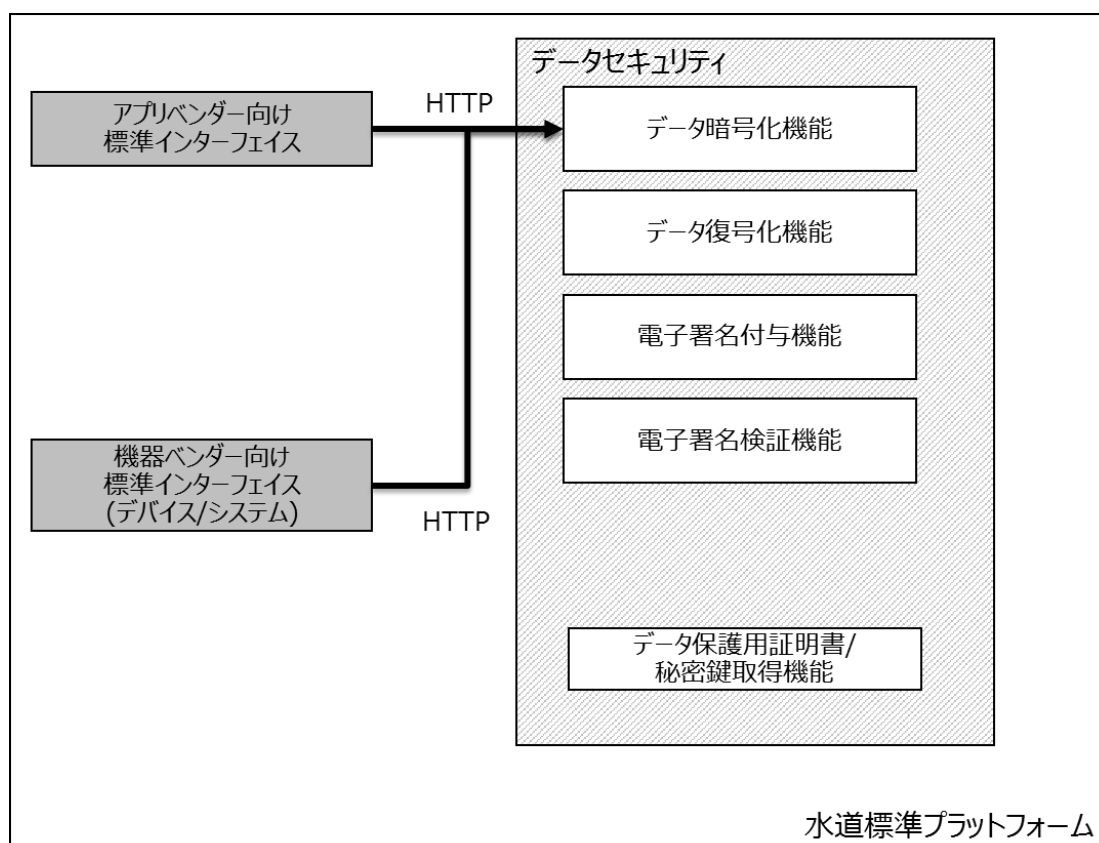 データセキュリティ
アプリベンダー向け
標準インターフェイス
HTTP
データ暗号化機能
データ復号化機能
電子署名付与機能
電子署名検証機能
機器ベンダー向け
標準インターフェイス
(デバイス/システム)
HTTP
データ保護用証明書/
秘密鍵取得機能
水道標準プラットフォーム